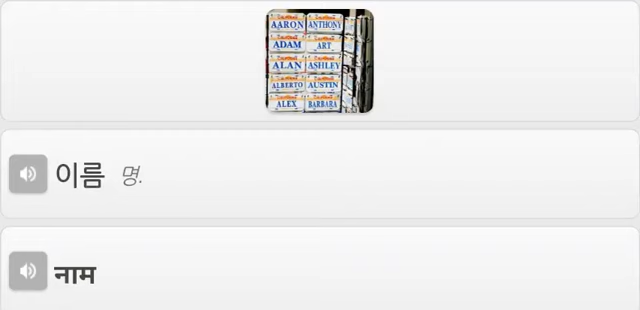 AARON ANTHONY
ADAM ART
ALAN ASHLEY
ALBERTO AUSTIN
ALEX BARBARA
이름 명.
नाम